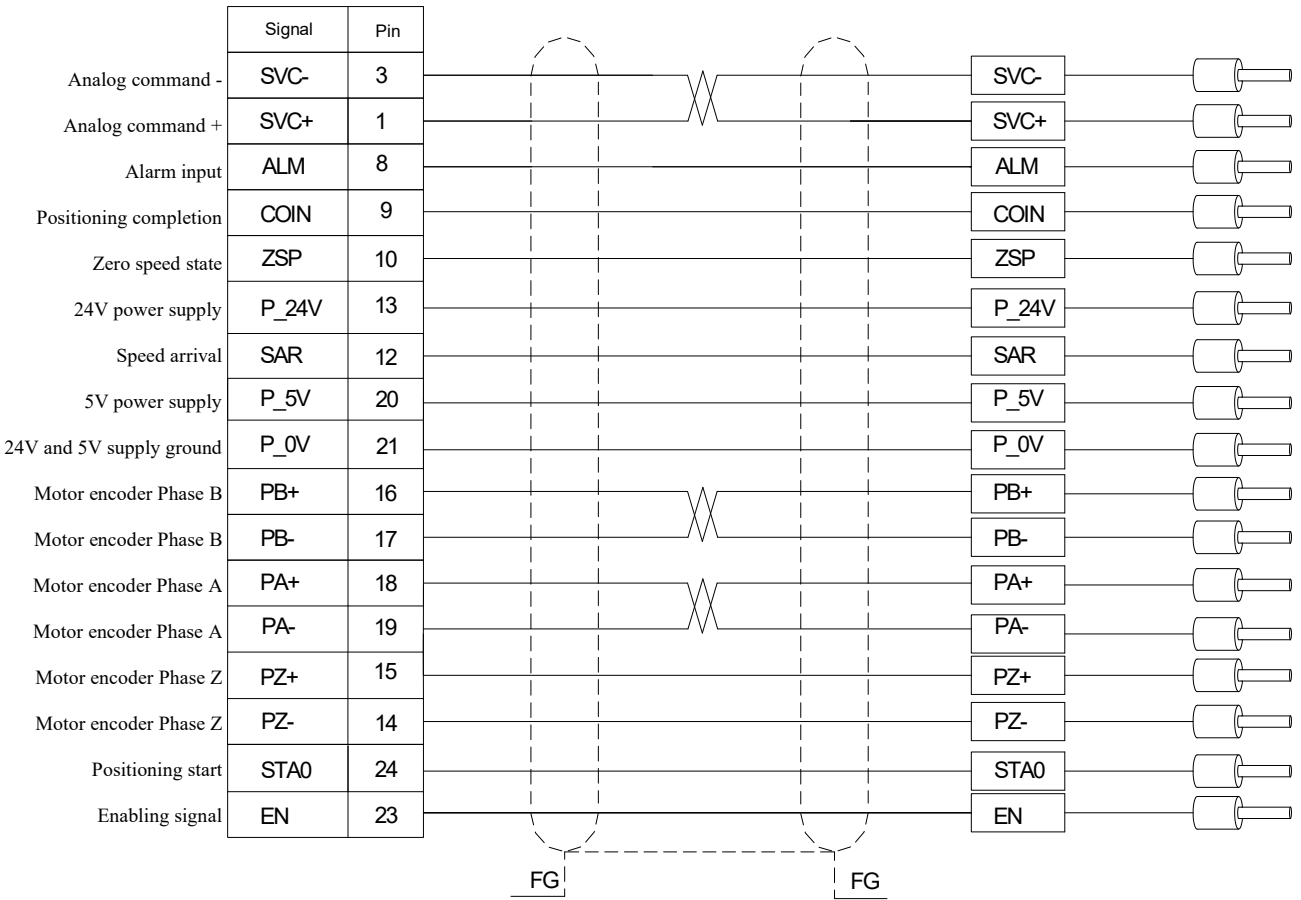 Signal Pin
Analog command - SVC- 3 SVC-
Analog command + SVC+ 1 SVC+
Alarm input ALM 8 ALM
Positioning completion COIN 9 COIN
Zero speed state ZSP 10 ZSP
24V power supply P_24V 13 P_24V
Speed arrival SAR 12 SAR
5V power supply P_5V 20 P_5V
24V and 5V supply ground P_0V 21 P_0V
Motor encoder Phase B PB+ 16 PB+
Motor encoder Phase B PB- 17 PB-
Motor encoder Phase A PA+ 18 PA+
Motor encoder Phase A PA- 19 PA-
Motor encoder Phase Z PZ+ 15 PZ+
Motor encoder Phase Z PZ- 14 PZ-
Positioning start STA0 24 STA0
Enabling signal EN 23 EN
FG FG